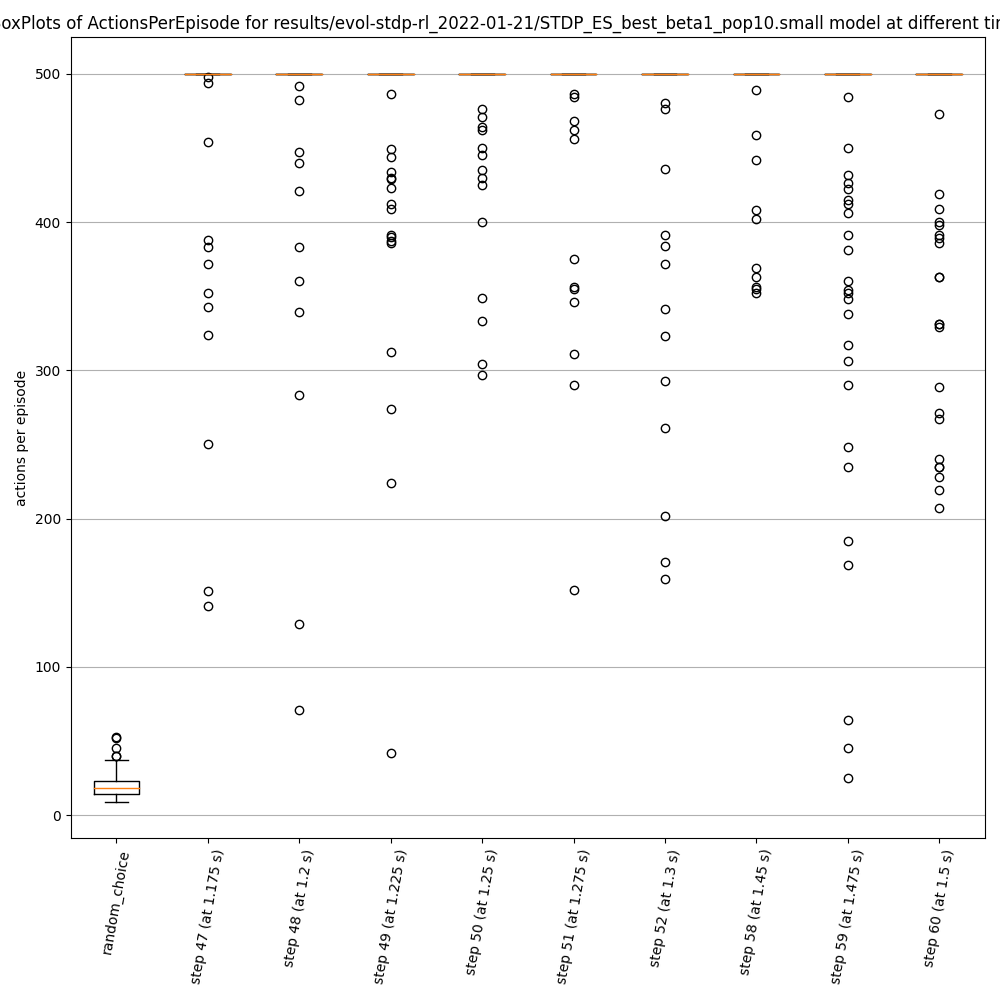 oxPlots of ActionsPerEpisode for results/evol-stdp-rl_2022-01-21/STDP_ES_best_beta1_pop10.small model at different
actions per episode
500
400
300
200
100
0
random_choice
step 47 (at 1.175 s)
step 48 (at 1.2 s)
step 49 (at 1.225 s)
step 50 (at 1.25 s)
step 51 (at 1.275 s)
step 52 (at 1.3 s)
step 58 (at 1.45 s)
step 59 (at 1.475 s)
step 60 (at 1.5 s)